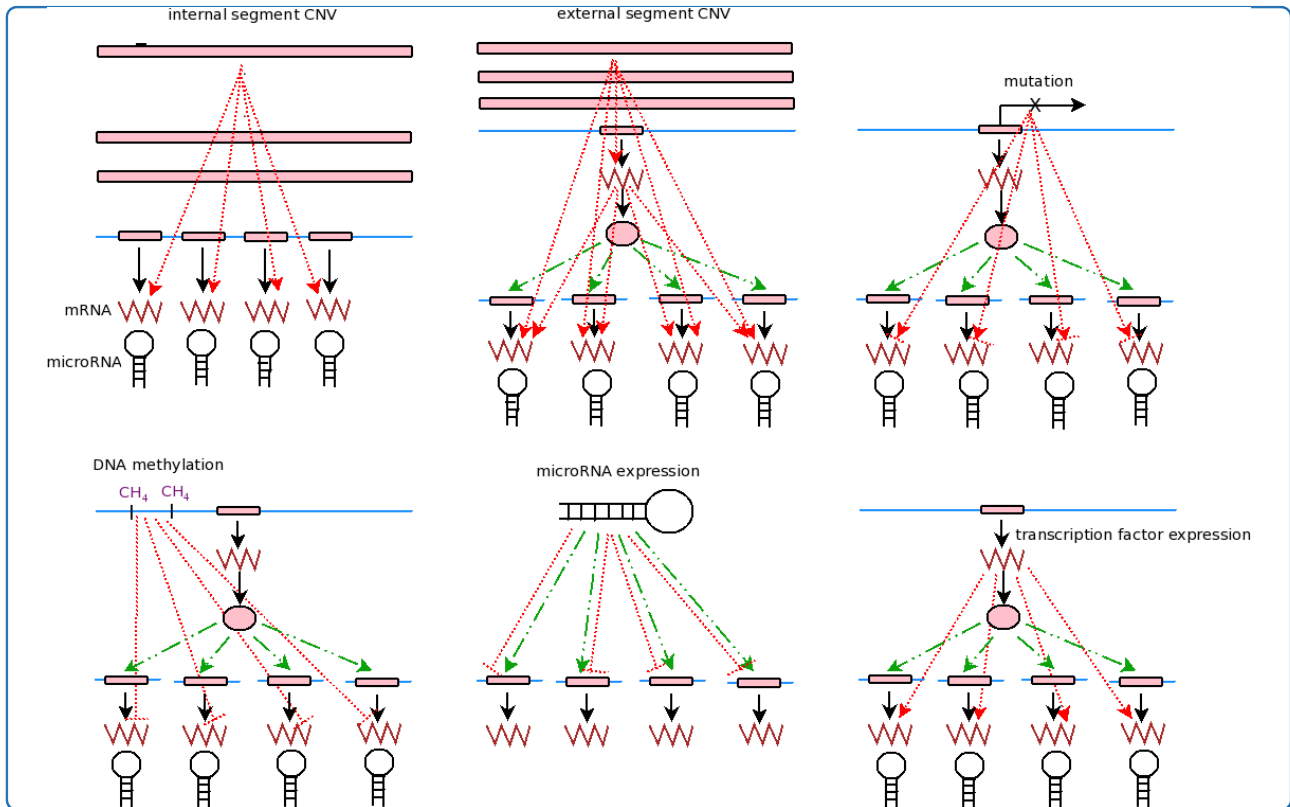 internal segment CNV
external segment CNV
mutation
X
mRNA
microRNA
DNA methylation
CH4 CH4
microRNA expression
transcription factor expression